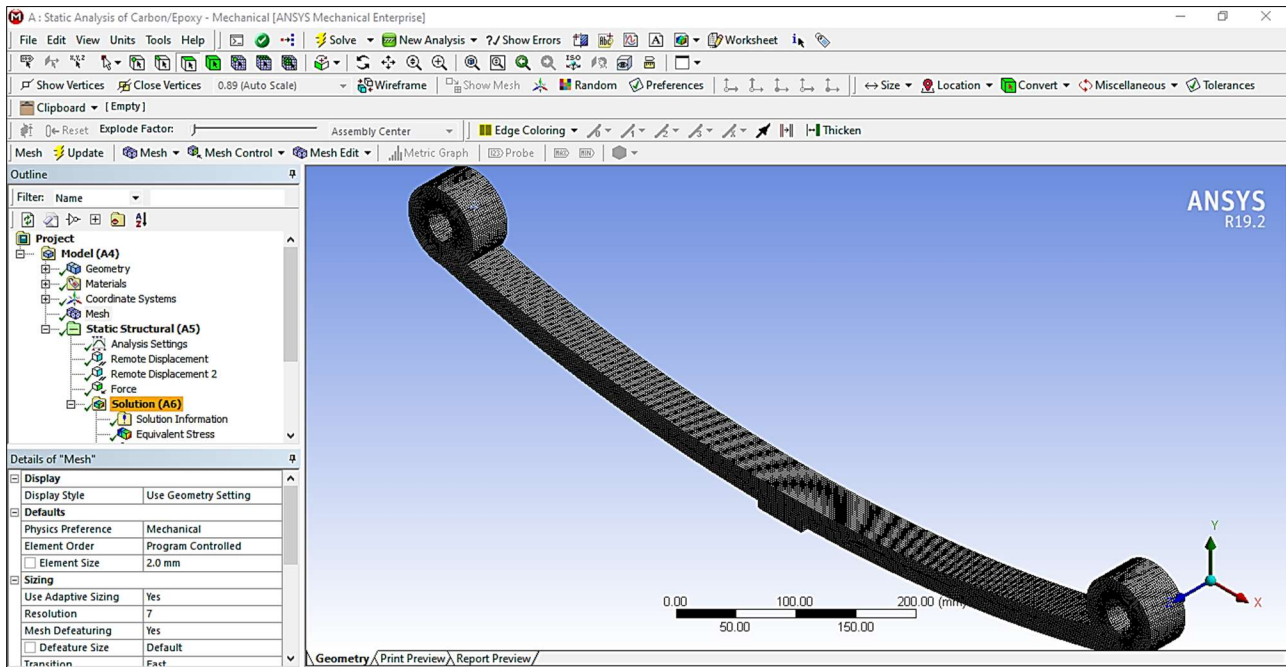 A : Static Analysis of Carbon/Epoxy - Mechanical [ANSYS Mechanical Enterprise]
File Edit View Units Tools Help Solve New Analysis ?/ Show Errors Worksheet
Show Vertices Close Vertices 0.89 (Auto Scale) Wireframe Show Mesh Random Preferences Size Location Convert Miscellaneous Tolerances
Clipboard [ Empty]
Reset Explode Factor: Assembly Center Edge Coloring Thicken
Mesh Update Mesh Mesh Control Mesh Edit Metric Graph Probe MAX MIN
Outline
Filter: Name
Project
Model (A4)
Geometry
Materials
Coordinate Systems
Mesh
Static Structural (A5)
Analysis Settings
Remote Displacement
Remote Displacement 2
Force
Solution (A6)
Solution Information
Equivalent Stress
Details of "Mesh"
Display
Display Style Use Geometry Setting
Defaults
Physics Preference Mechanical
Element Order Program Controlled
Element Size 2.0 mm
Sizing
Use Adaptive Sizing Yes
Resolution 7
Mesh Defeaturing Yes
Defeature Size Default
Transition Fast
ANSYS
R19.2
0.00 100.00 200.00 (mm)
50.00 150.00
Y
Z X
Geometry Print Preview Report Preview